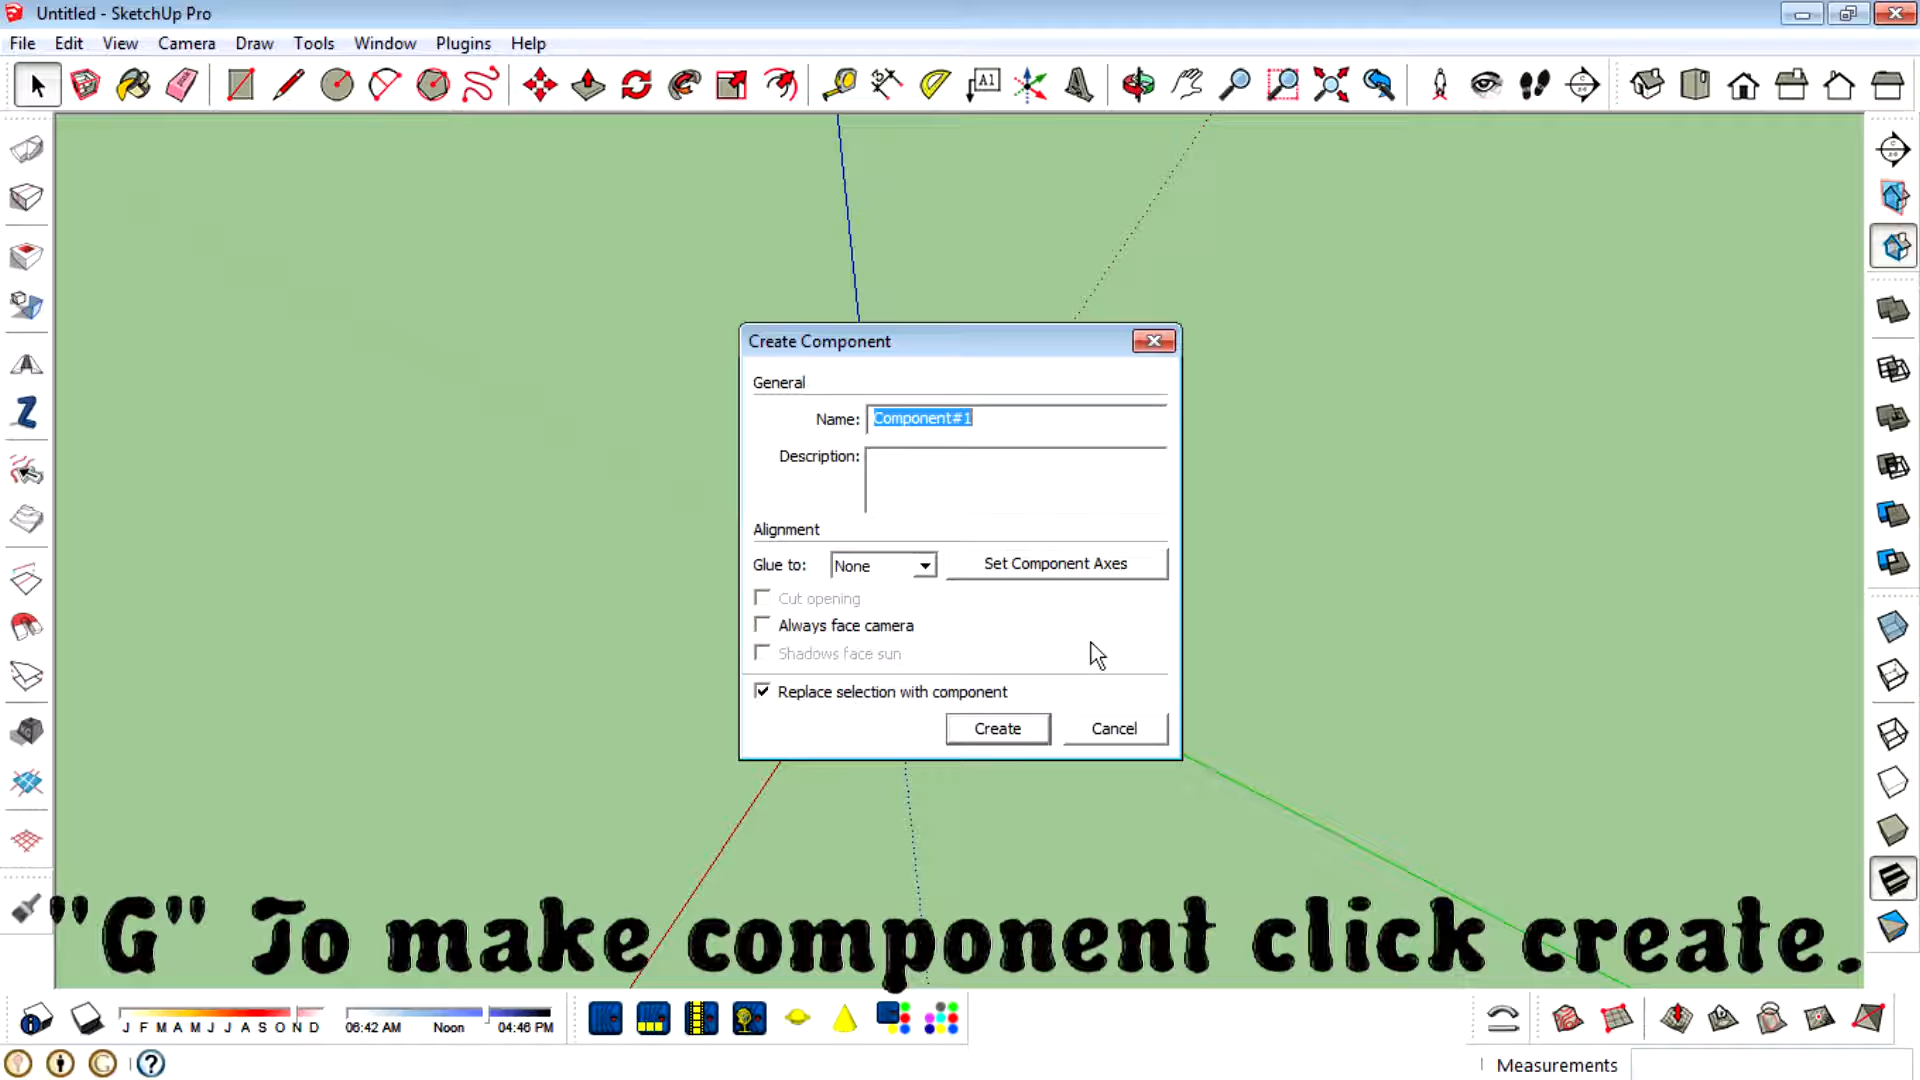 Untitled - SketchUp Pro
File Edit View Camera Draw Tools Window Plugins Help
A1
Create Component
General
Name: Component#1
Description:
Alignment
Glue to: None Set Component Axes
Cut opening
Always face camera
Shadows face sun
Replace selection with component
Create Cancel
"G" To make component click create.
J F M A M J J A S O N D 06:42 AM Noon 04:46 PM
Measurements